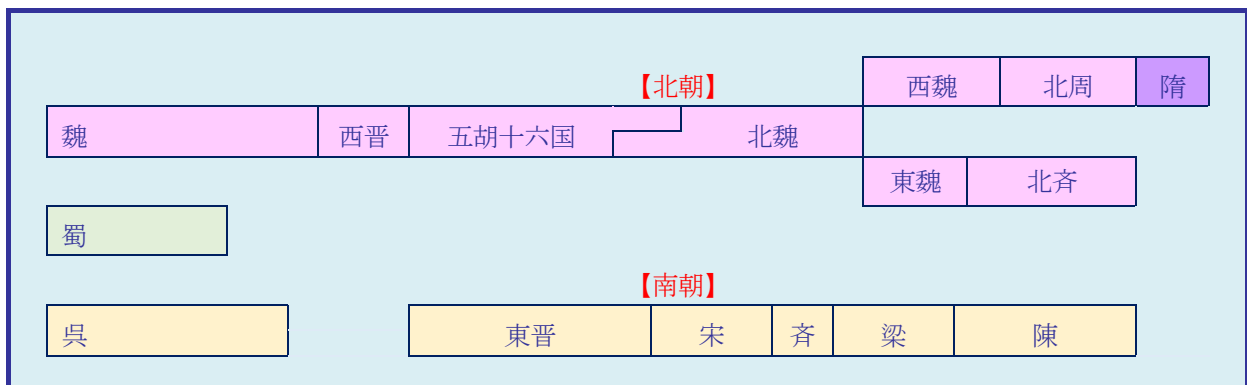 【北朝】 西魏 北周 隋
魏 西晋 五胡十六国 北魏
東魏 北斉
蜀
【南朝】
呉 東晋 宋 斉 梁 陳